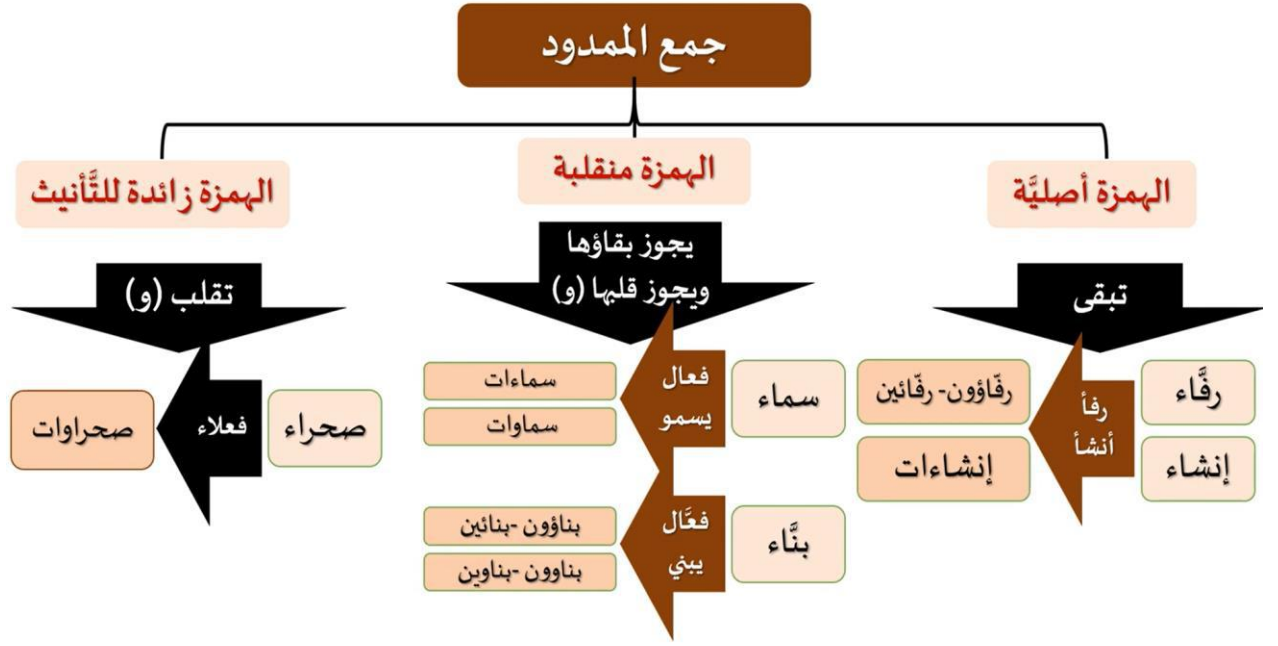 جمع الممدود
الهمزة أصليَّة
تبقى
رفَّاء
إنشاء
رفأ
أنشأ
رفّاؤون- رفّائين
إنشاءات
الهمزة منقلبة
يجوز بقاؤها
ويجوز قلبها (و)
سماء
فعال
يسمو
سماءات
سماوات
بنَّاء
فعَّال
يبني
بناؤون -بنائين
بناوون -بناوين
الهمزة زائدة للتَّأنيث
تقلب (و)
صحراء
فعلاء
صحراوات